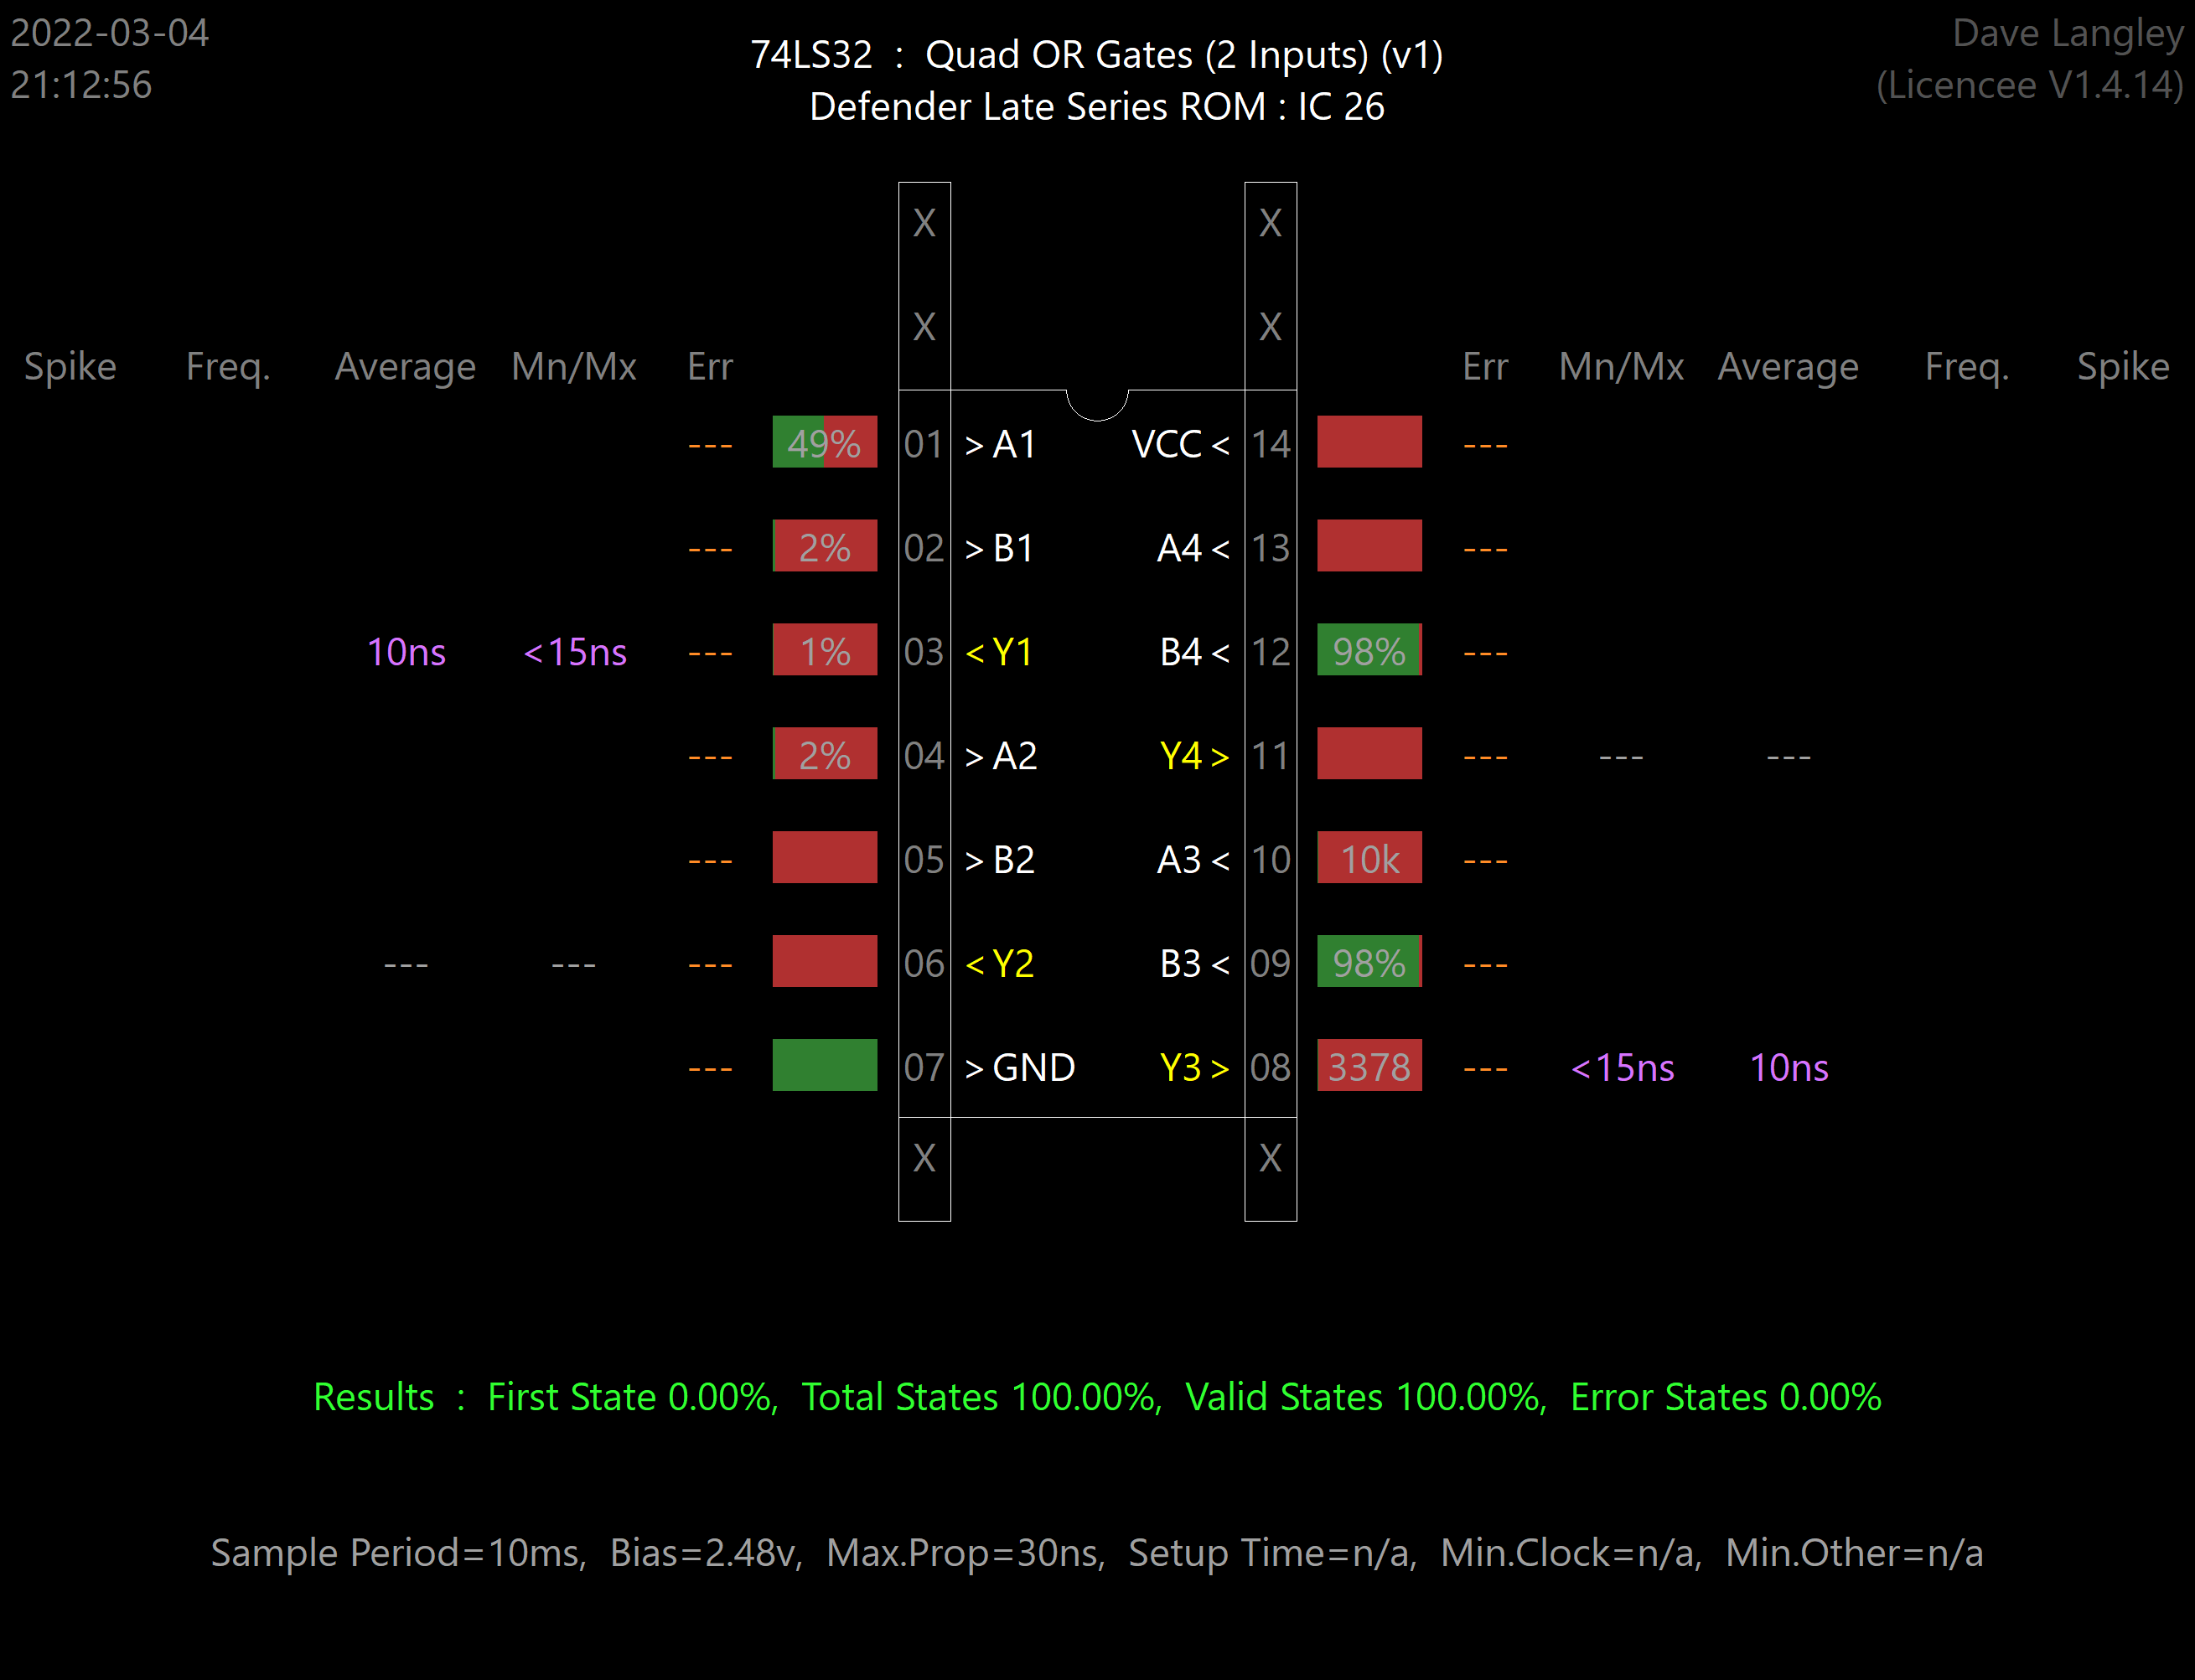 2022-03-04
21:12:56
74LS32 : Quad OR Gates (2 Inputs) (v1)
Defender Late Series ROM : IC 26
Dave Langley
(Licencee V1.4.14)
X X
X X
Spike Freq. Average Mn/Mx Err Err Mn/Mx Average Freq. Spike
--- 49% 01 >A1 VCC< 14 ---
--- 2% 02 >B1 A4< 13 ---
10ns <15ns --- 1% 03 <Y1 B4< 12 98% ---
--- 2% 04 >A2 Y4> 11 --- --- ---
--- 05 >B2 A3< 10 10k ---
--- --- --- 06 <Y2 B3< 09 98% ---
--- 07 >GND Y3> 08 3378 --- <15ns 10ns
X X
Results : First State 0.00%, Total States 100.00%, Valid States 100.00%, Error States 0.00%
Sample Period=10ms, Bias=2.48v, Max.Prop=30ns, Setup Time=n/a, Min.Clock=n/a, Min.Other=n/a